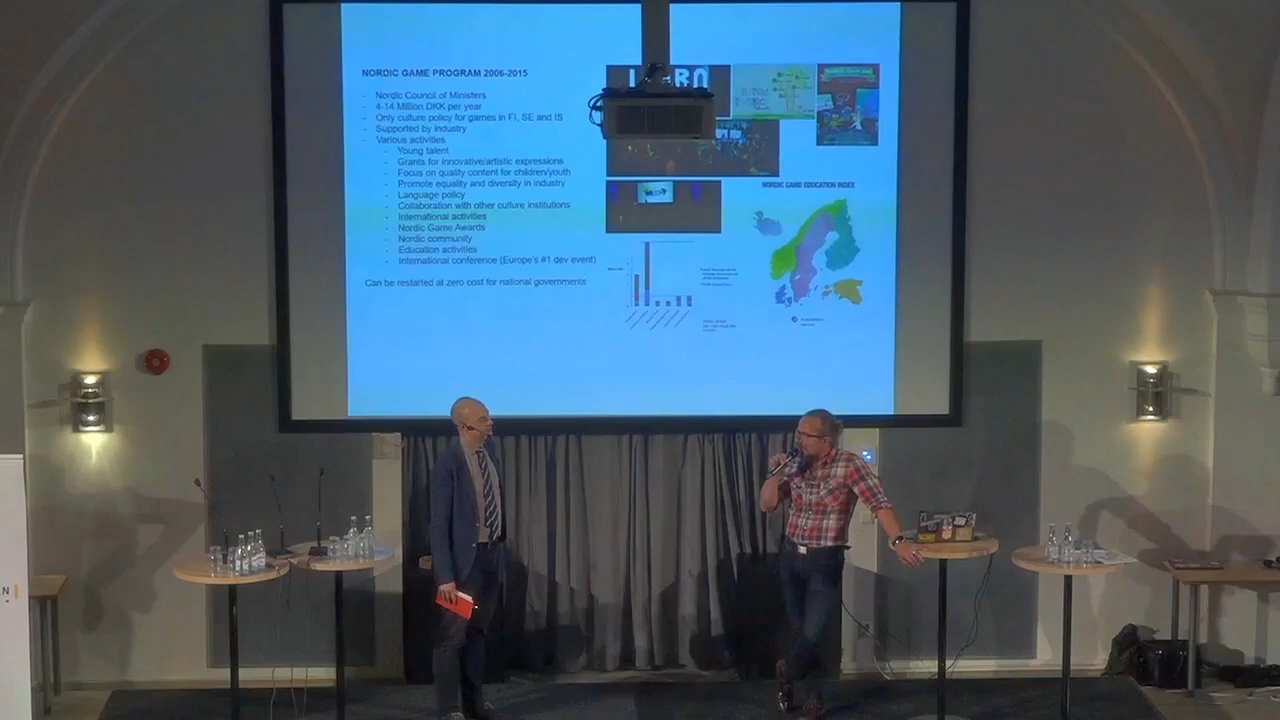 NORDIC GAME PROGRAM 2006-2015
- Nordic Council of Ministers
- 4-14 Million DKK per year
- Only culture policy for games in FI, SE and IS
- Supported by industry
- Various activities
- Young talent
- Grants for innovative/artistic expressions
- Focus on quality content for children/youth
- Promote equality and diversity in industry
- Language policy
- Collaboration with other culture institutions
- International activities
- Nordic Game Awards
- Nordic community
- Education activities
- International conference (Europe's #1 dev event)
Can be restarted at zero cost for national governments
NORDIC GAME EDUCATION INDEX
N